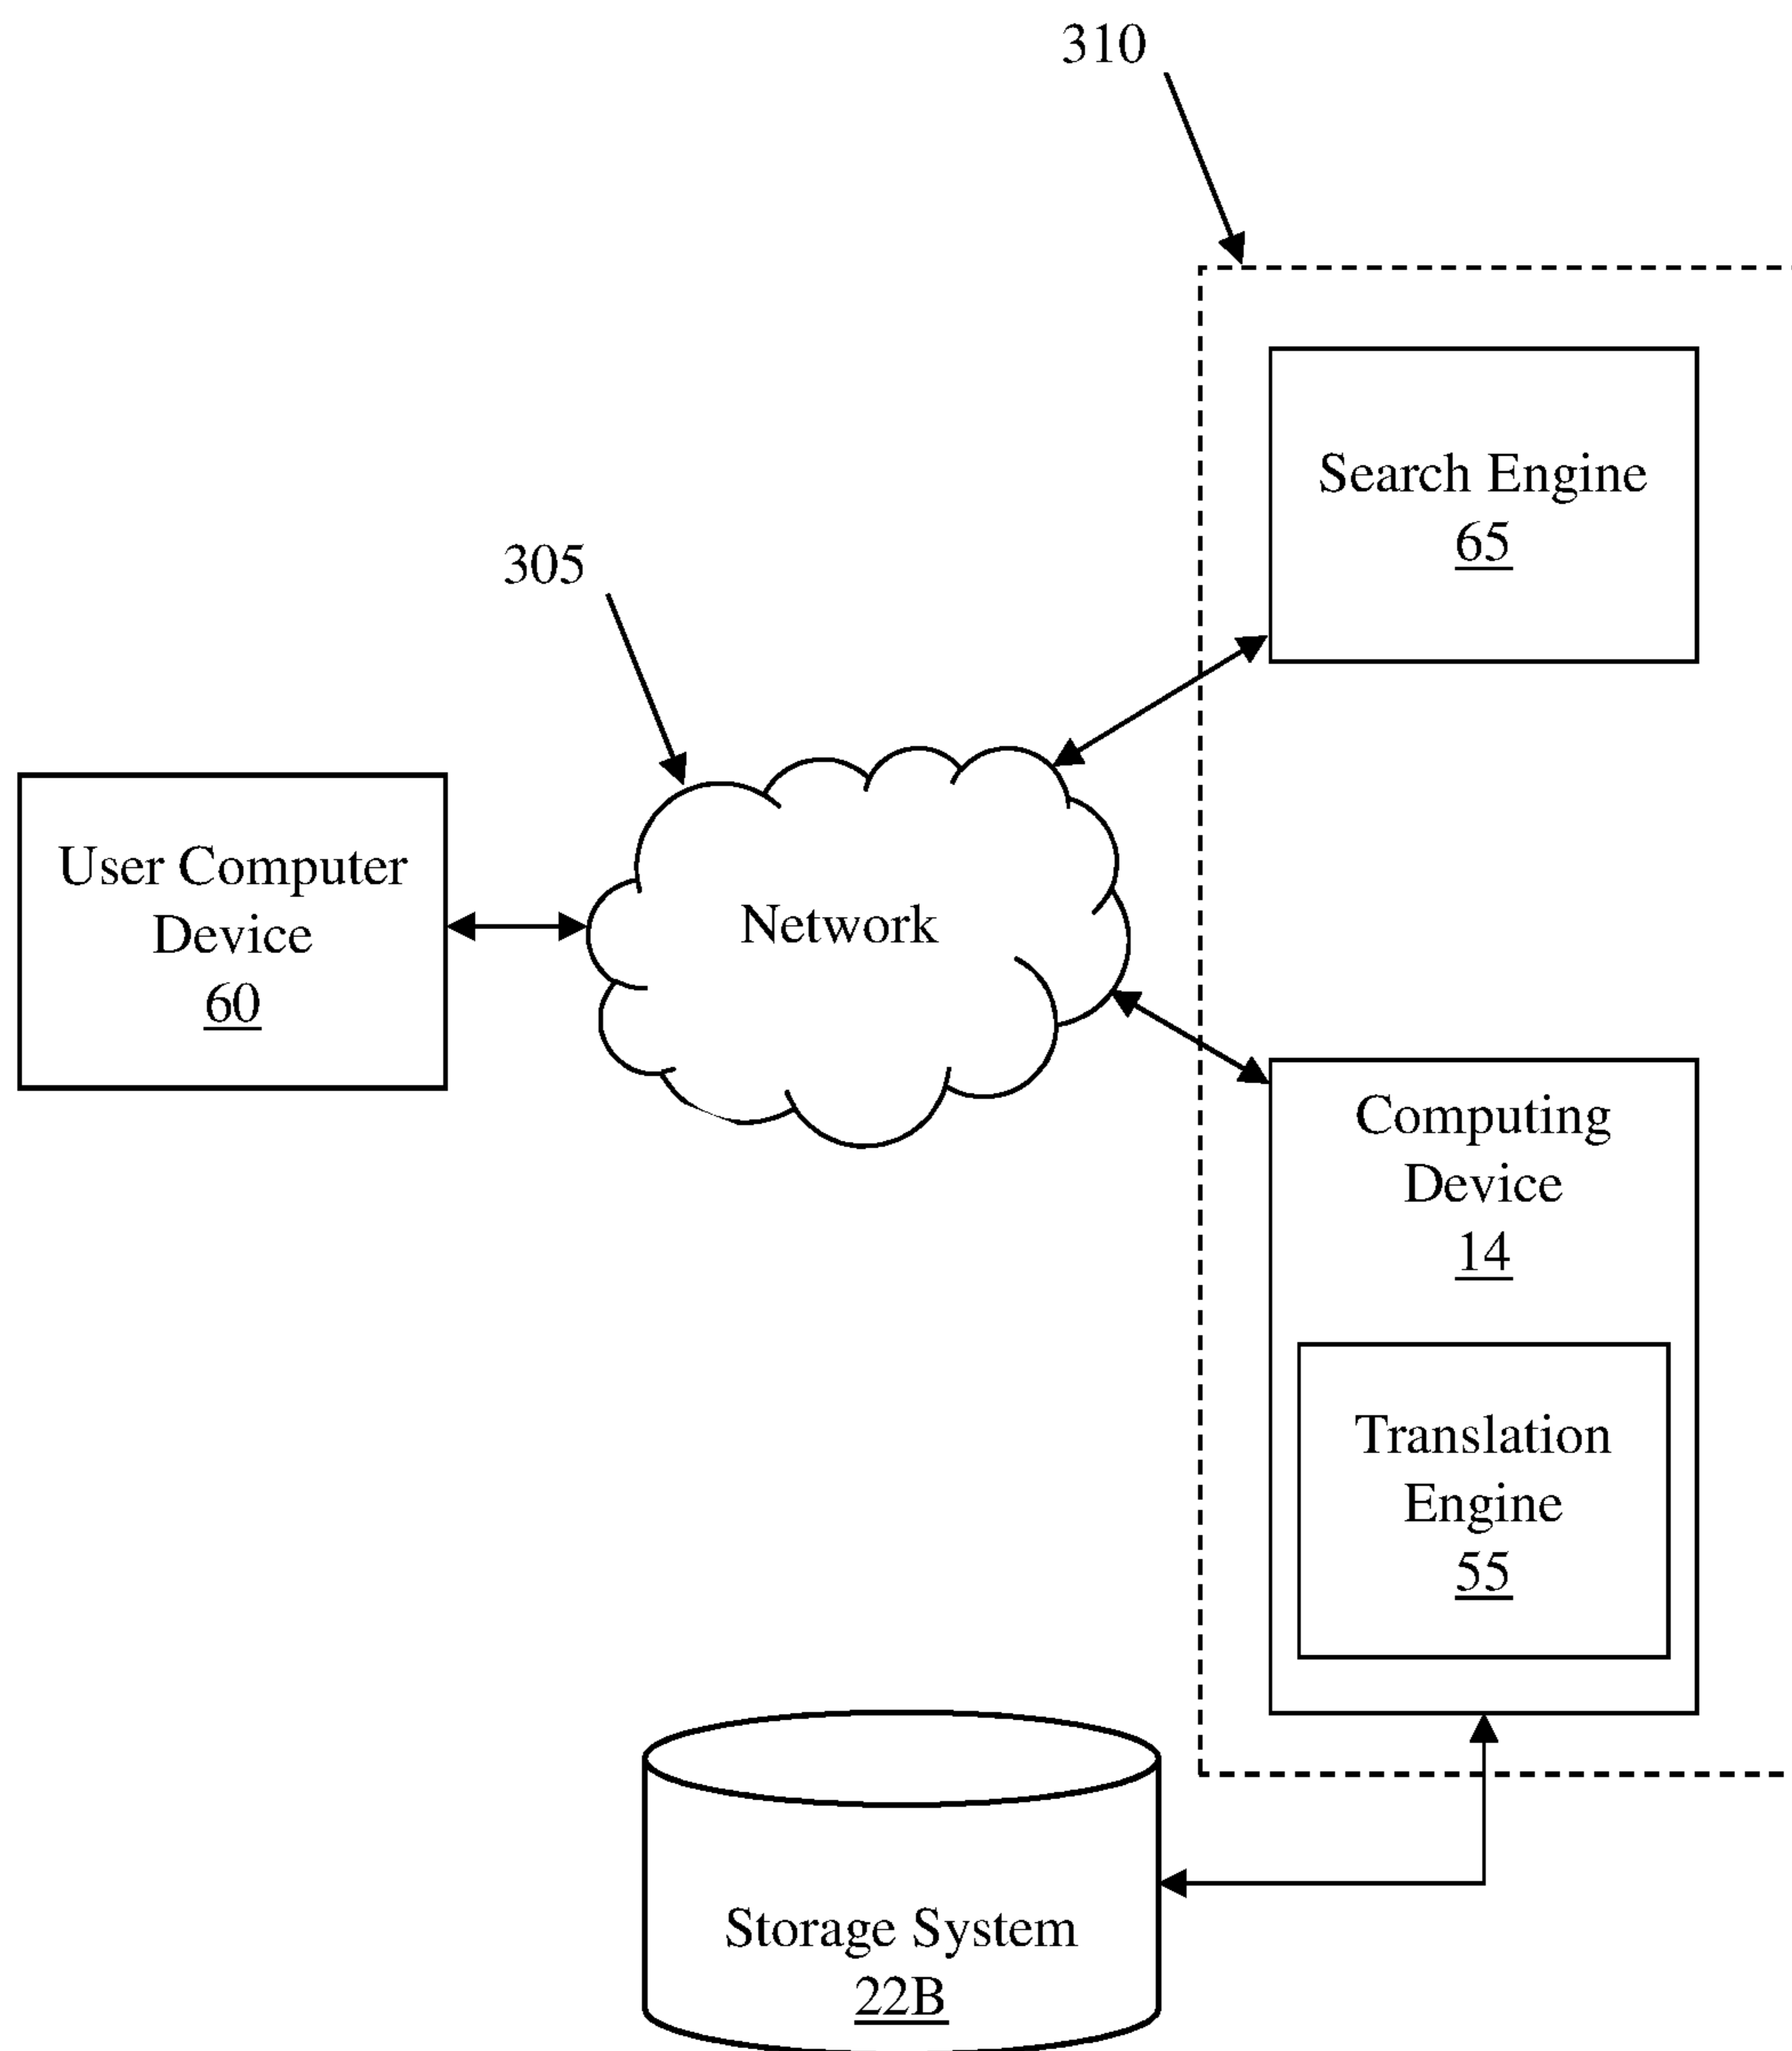 310
Search Engine
65
305
User Computer
Device
60
Network
Computing
Device
14
Translation
Engine
55
Storage System
22B